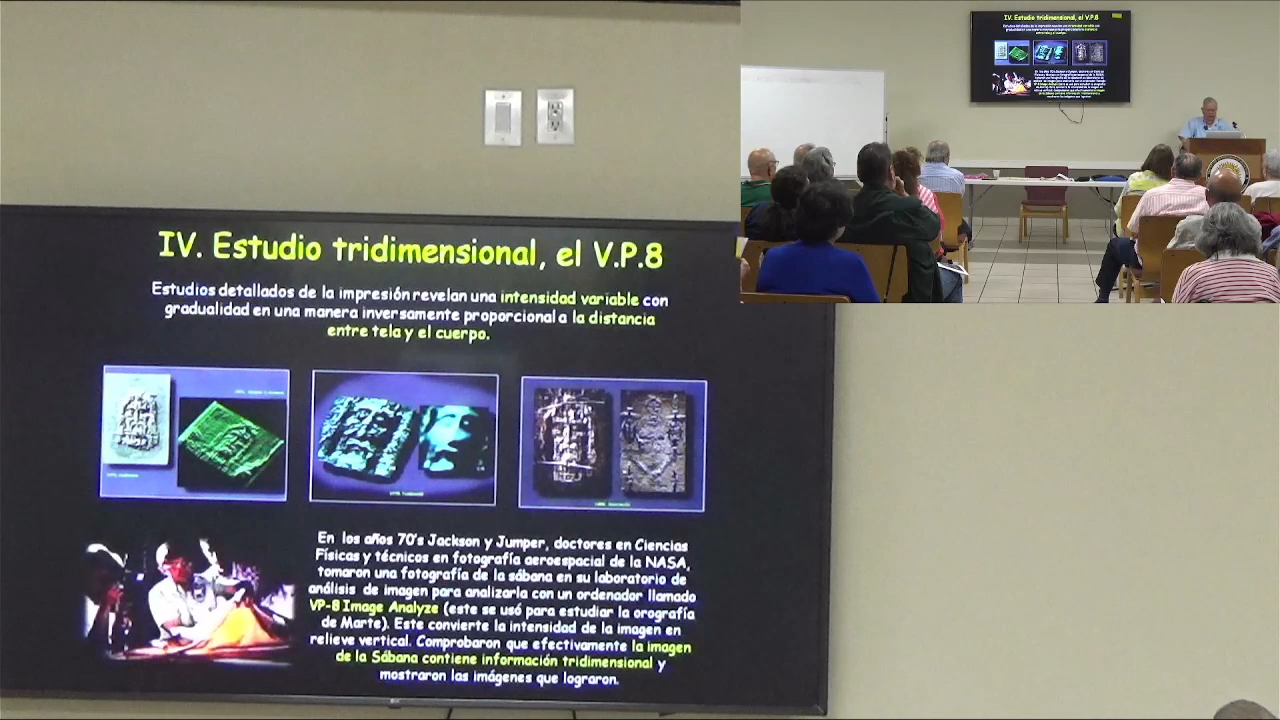 IV. Estudio tridimensional, el V.P.8
Estudios detallados de la impresión revelan una intensidad variable con
gradualidad en una manera inversamente proporcional a la distancia
entre tela y el cuerpo.
En los años 70's Jackson y Jumper, doctores en Ciencias
Físicas y técnicos en fotografía aeroespacial de la NASA,
tomaron una fotografía de la sábana en su laboratorio de
análisis de imagen para analizarla con un ordenador llamado
VP-8 Image Analyze (este se usó para estudiar la orografía
de Marte). Este convierte la intensidad de la imagen en
relieve vertical. Comprobaron que efectivamente la imagen
de la Sábana contiene información tridimensional y
mostraron las imágenes que lograron.
IV. Estudio tridimensional, el V.P.8